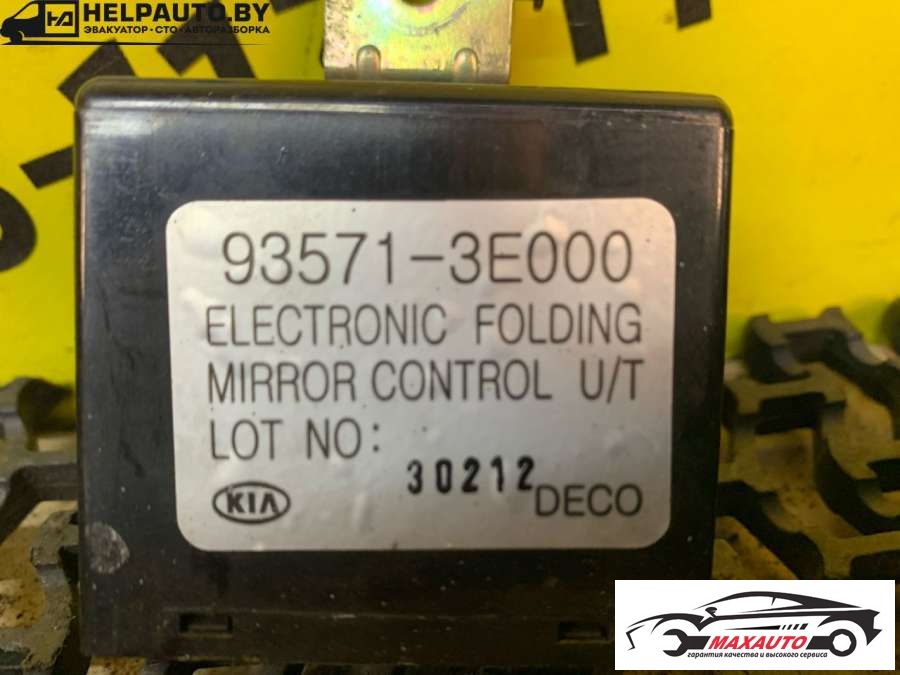 HELPAUTO.BY
ЭВАКУАТОР·СТО·АВТОРАЗБОРКА
93571-3E000
ELECTRONIC FOLDING
MIRROR CONTROL U/T
LOT NO:
30212
KIA DECO
MAXAUTO
гарантия качества и высокого сервиса